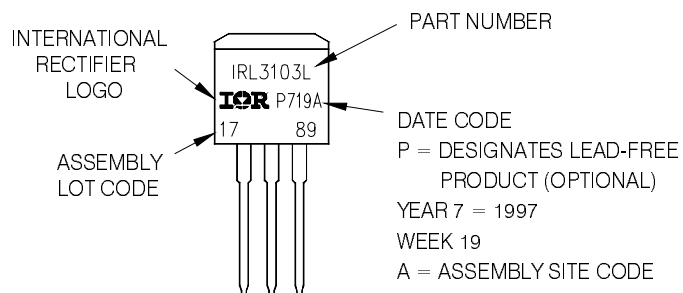 INTERNATIONAL
RECTIFIER
LOGO
ASSEMBLY
LOT CODE
IRL3103L
IOR P719A
17 89
PART NUMBER
DATE CODE
P = DESIGNATES LEAD-FREE
PRODUCT (OPTIONAL)
YEAR 7 = 1997
WEEK 19
A = ASSEMBLY SITE CODE